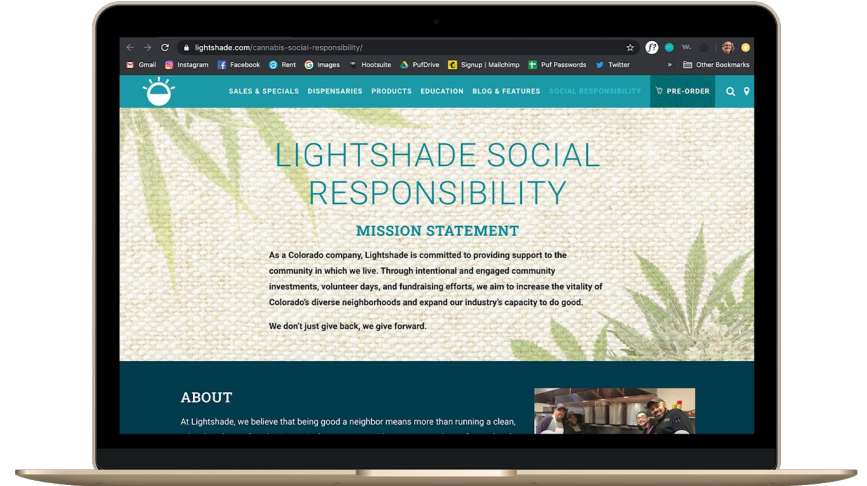 lightshade.com/cannabis-social-responsibility/
f?
w.
Gmail Instagram Facebook Rent Images Hootsuite PufDrive Signup | Mailchimp Puf Passwords Twitter » Other Bookmarks
SALES & SPECIALS DISPENSARIES PRODUCTS EDUCATION BLOG & FEATURES SOCIAL RESPONSIBILITY PRE-ORDER
LIGHTSHADE SOCIAL
RESPONSIBILITY
MISSION STATEMENT
As a Colorado company, Lightshade is committed to providing support to the
community in which we live. Through intentional and engaged community
investments, volunteer days, and fundraising efforts, we aim to increase the vitality of
Colorado's diverse neighborhoods and expand our industry's capacity to do good.
We don't just give back, we give forward.
ABOUT
At Lightshade, we believe that being good a neighbor means more than running a clean,